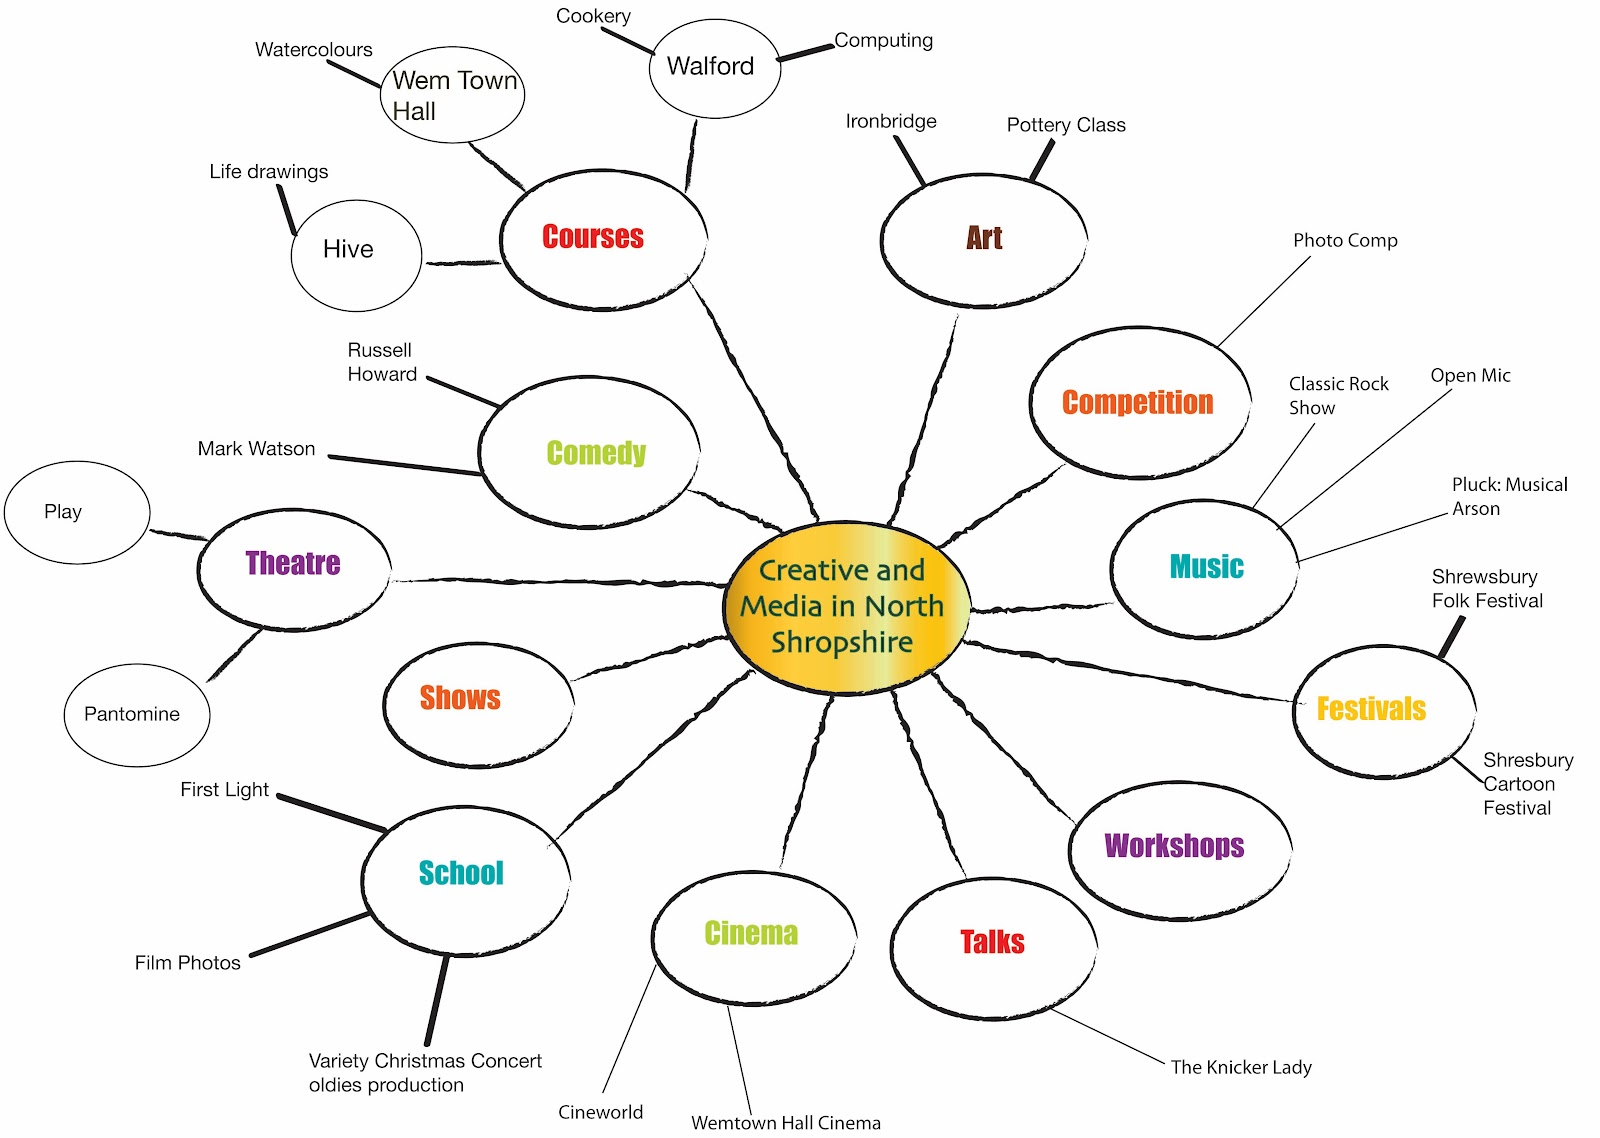 Cookery
Computing
Walford
Watercolours
Wem Town
Hall
Ironbridge
Pottery Class
Life drawings
Hive
Courses
Art
Photo Comp
Russell
Howard
Competition
Classic Rock
Show
Open Mic
Mark Watson
Comedy
Pluck: Musical
Arson
Play
Theatre
Music
Creative and
Media in North
Shropshire
Shrewsbury
Folk Festival
Shows
Pantomine
Festivals
Shresbury
Cartoon
Festival
First Light
School
Workshops
Cinema
Talks
Film Photos
Variety Christmas Concert
oldies production
The Knicker Lady
Cineworld
Wemtown Hall Cinema